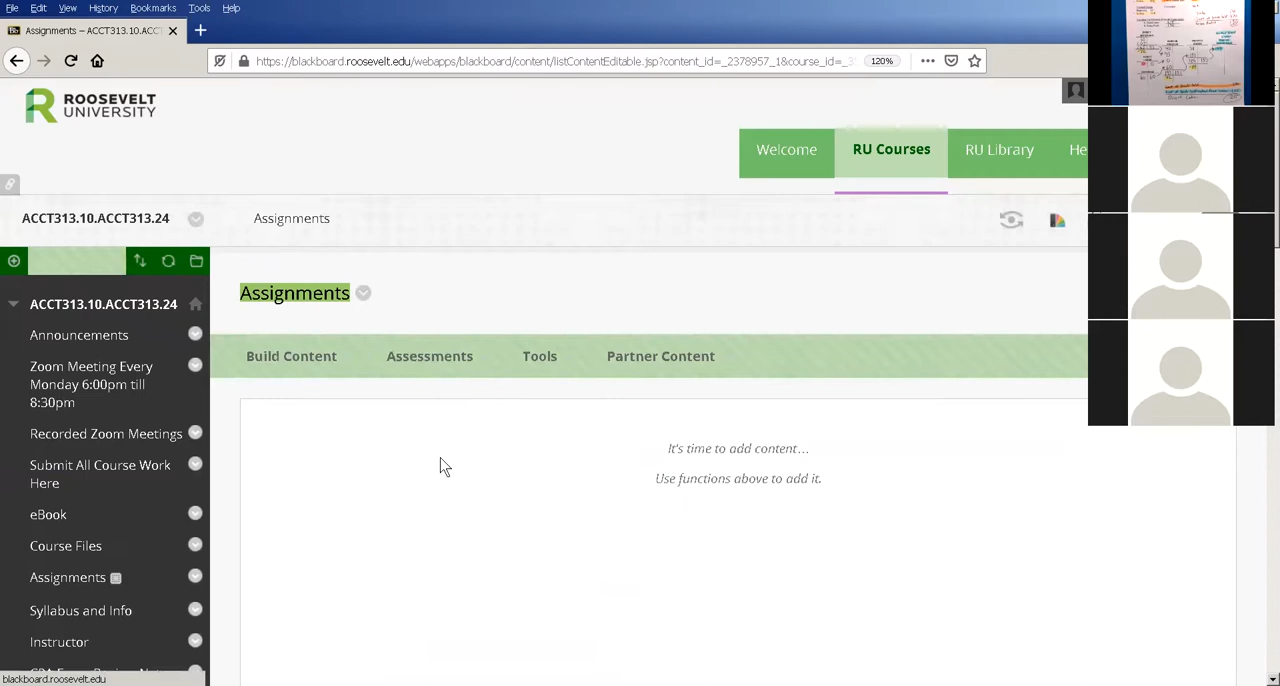 File Edit View History Bookmarks Tools Help
Assignments – ACCT313.10.ACCT
https://blackboard.roosevelt.edu/webapps/blackboard/content/listContentEditable.jsp?content_id=_2378957_1&course_id=_3
120%
ROOSEVELT
UNIVERSITY
Welcome
RU Courses
RU Library
He
ACCT313.10.ACCT313.24
Assignments
ACCT313.10.ACCT313.24
Announcements
Zoom Meeting Every
Monday 6:00pm till
8:30pm
Recorded Zoom Meetings
Submit All Course Work
Here
eBook
Course Files
Assignments
Syllabus and Info
Instructor
Assignments
Build Content
Assessments
Tools
Partner Content
It's time to add content...
Use functions above to add it.
blackboard.roosevelt.edu